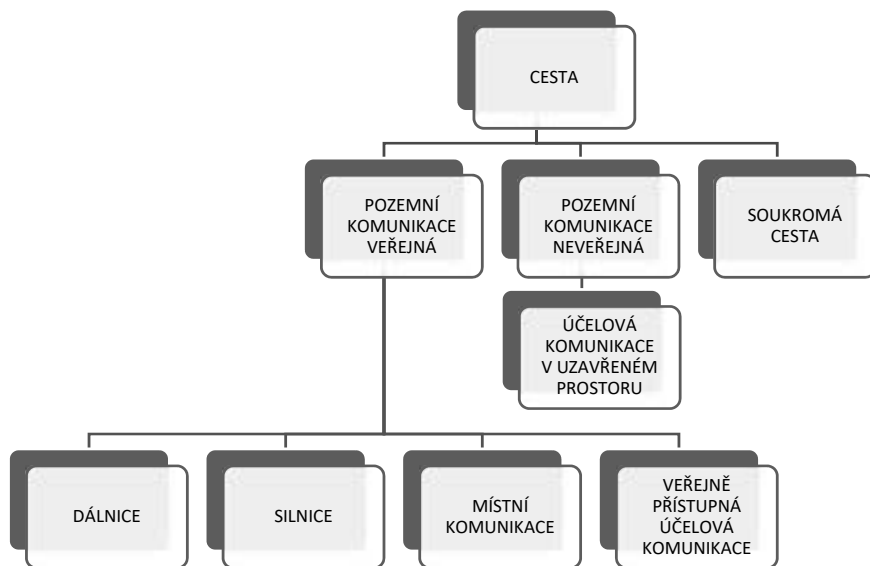 CESTA
POZEMNÍ
KOMUNIKACE
VEŘEJNÁ
POZEMNÍ
KOMUNIKACE
NEVEŘEJNÁ
SOUKROMÁ
CESTA
ÚČELOVÁ
KOMUNIKACE
V UZAVŘENÉM
PROSTORU
DÁLNICE
SILNICE
MÍSTNÍ
KOMUNIKACE
VEŘEJNĚ
PŘÍSTUPNÁ
ÚČELOVÁ
KOMUNIKACE